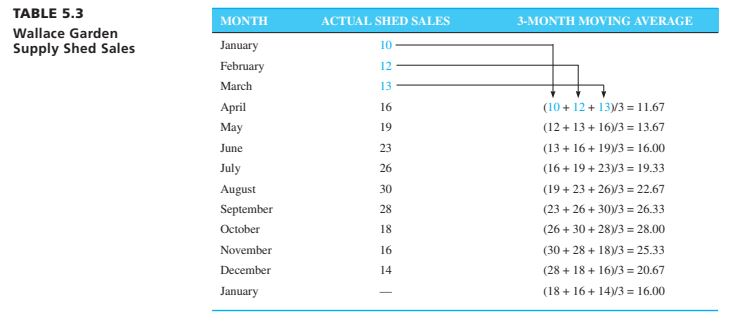 TABLE 5.3
Wallace Garden
Supply Shed Sales
MONTH ACTUAL SHED SALES 3-MONTH MOVING AVERAGE
January 10
February 12
March 13
April 16 (10 + 12 + 13)/3 = 11.67
May 19 (12 + 13 + 16)/3 = 13.67
June 23 (13 + 16 + 19)/3 = 16.00
July 26 (16 + 19 + 23)/3 = 19.33
August 30 (19 + 23 + 26)/3 = 22.67
September 28 (23 + 26 + 30)/3 = 26.33
October 18 (26 + 30 + 28)/3 = 28.00
November 16 (30 + 28 + 18)/3 = 25.33
December 14 (28 + 18 + 16)/3 = 20.67
January — (18 + 16 + 14)/3 = 16.00